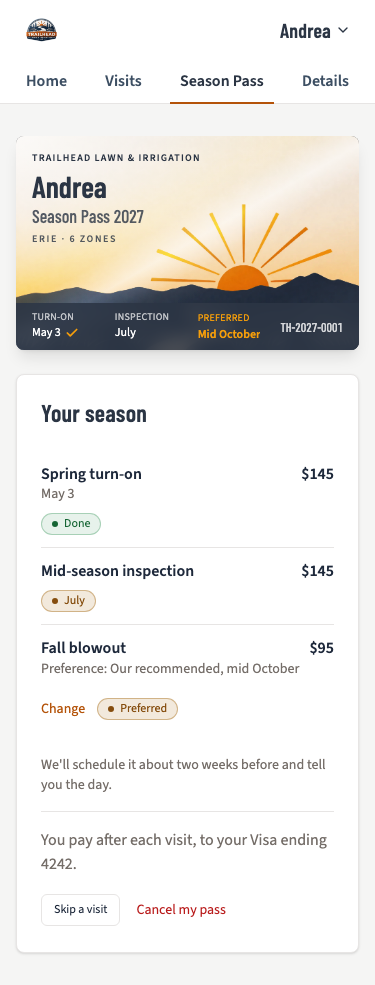 TRAILHEAD
Andrea
Home Visits Season Pass Details
TRAILHEAD LAWN & IRRIGATION
Andrea
Season Pass 2027
ERIE · 6 ZONES
TURN-ON INSPECTION PREFERRED
May 3 July Mid October TH-2027-0001
Your season
Spring turn-on $145
May 3
Done
Mid-season inspection $145
July
Fall blowout $95
Preference: Our recommended, mid October
Change Preferred
We'll schedule it about two weeks before and tell
you the day.
You pay after each visit, to your Visa ending
4242.
Skip a visit Cancel my pass